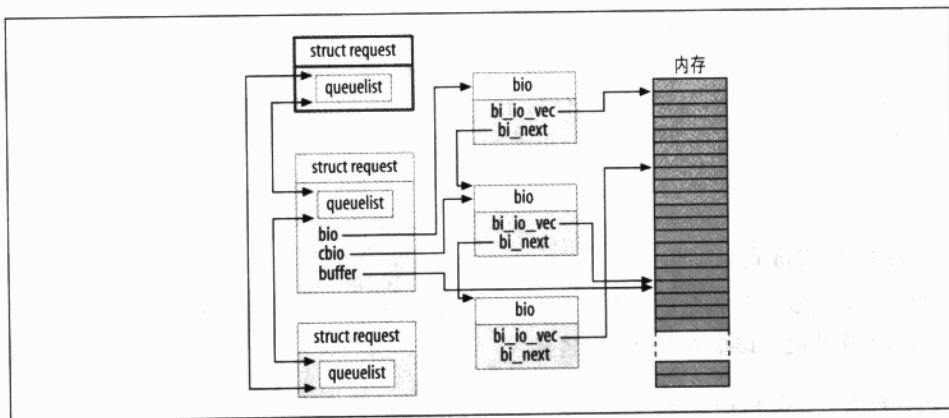 struct request
queuelist
struct request
queuelist
bio
cbio
buffer
struct request
queuelist
bio
bi_io_vec
bi_next
bio
bi_io_vec
bi_next
bio
bi_io_vec
bi_next
内存